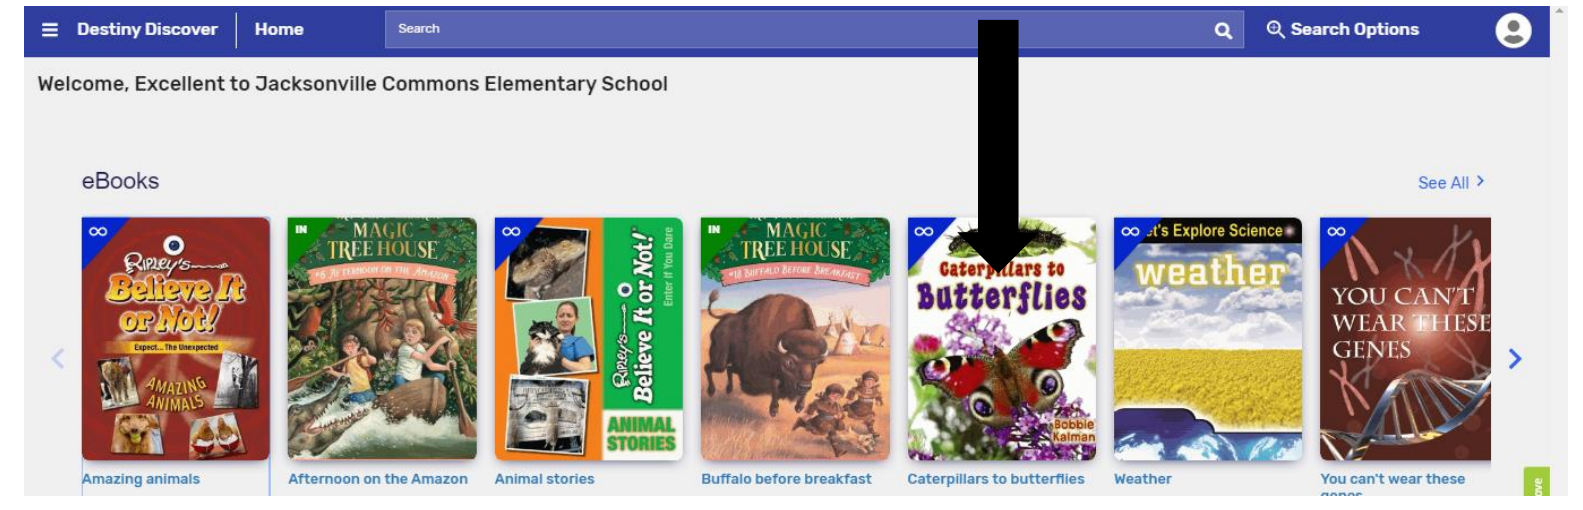 Destiny Discover
Home
Search
Search Options
Welcome, Excellent to Jacksonville Commons Elementary School
eBooks
See All
RIPLEY'S
Believe It
or Not!
Expect... The Unexpected
AMAZING
ANIMALS
IN
MAGIC
TREE HOUSE
#6 AFTERNOON ON THE AMAZON
Enter If You Dare
RIPLEY'S
Believe It or Not!
ANIMAL
STORIES
IN
MAGIC
TREE HOUSE
#18 BUFFALO BEFORE BREAKFAST
Caterpillars to
Butterflies
Bobbie
Kalman
t's Explore Science
weather
YOU CAN'T
WEAR THESE
GENES
Amazing animals
Afternoon on the Amazon
Animal stories
Buffalo before breakfast
Caterpillars to butterflies
Weather
You can't wear these
genes